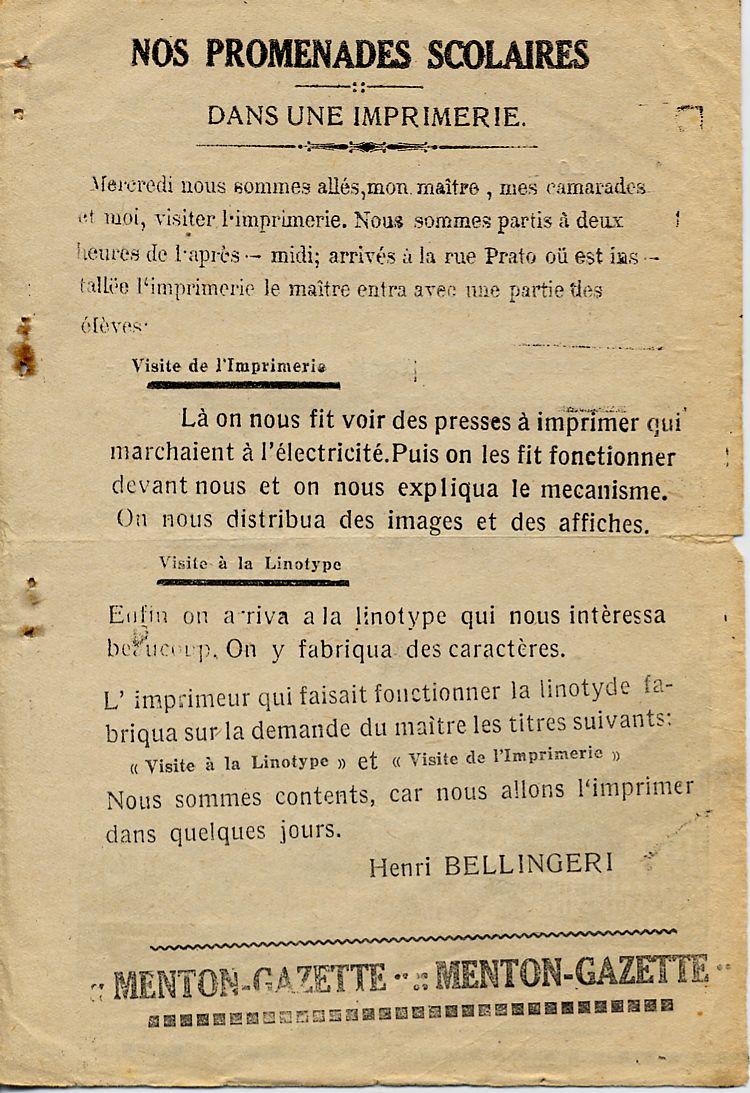 NOS PROMENADES SCOLAIRES
DANS UNE IMPRIMERIE.
Mercredi nous sommes allés,mon maître , mes camarades
et moi, visiter l'imprimerie. Nous sommes partis à deux
heures de l'après - midi; arrivés à la rue Prato oü est ins -
tallée l'imprimerie le maître entra avec une partie des
élèves.
Visite de l'Imprimerie
Là on nous fit voir des presses à imprimer qui
marchaient à l'électricité.Puis on les fit fonctionner
devant nous et on nous expliqua le mecanisme.
On nous distribua des images et des affiches.
Visite à la Linotype
Enfin on arriva a la linotype qui nous intèressa
beaucoup. On y fabriqua des caractères.
L' imprimeur qui faisait fonctionner la linotyde fa-
briqua sur la demande du maître les titres suivants:
« Visite à la Linotype » et « Visite de l'Imprimerie »
Nous sommes contents, car nous allons l'imprimer
dans quelques jours.
Henri BELLINGERI
MENTON-GAZETTE MENTON-GAZETTE